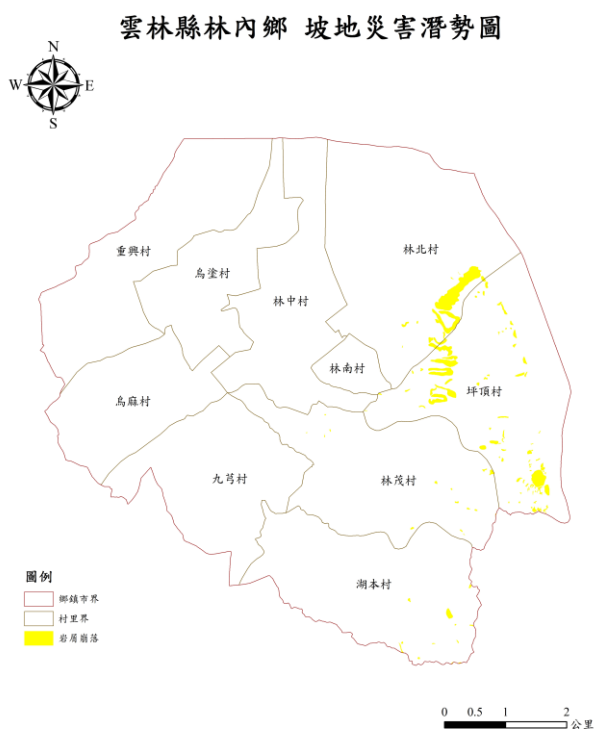 雲林縣林內鄉 坡地災害潛勢圖
N
W
E
S
林北村
重興村
烏塗村
林中村
林南村
坪頂村
烏麻村
九芎村
林茂村
湖本村
圖例
鄉鎮市界
村里界
岩屑崩落
0 0.5 1 2
公里